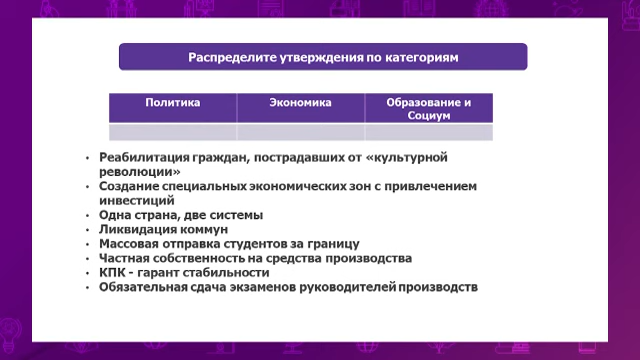 Распределите утверждения по категориям
Политика Экономика Образование и
Социум
• Реабилитация граждан, пострадавших от «культурной
революции»
• Создание специальных экономических зон с привлечением
инвестиций
• Одна страна, две системы
• Ликвидация коммун
• Массовая отправка студентов за границу
• Частная собственность на средства производства
• КПК - гарант стабильности
• Обязательная сдача экзаменов руководителей производств